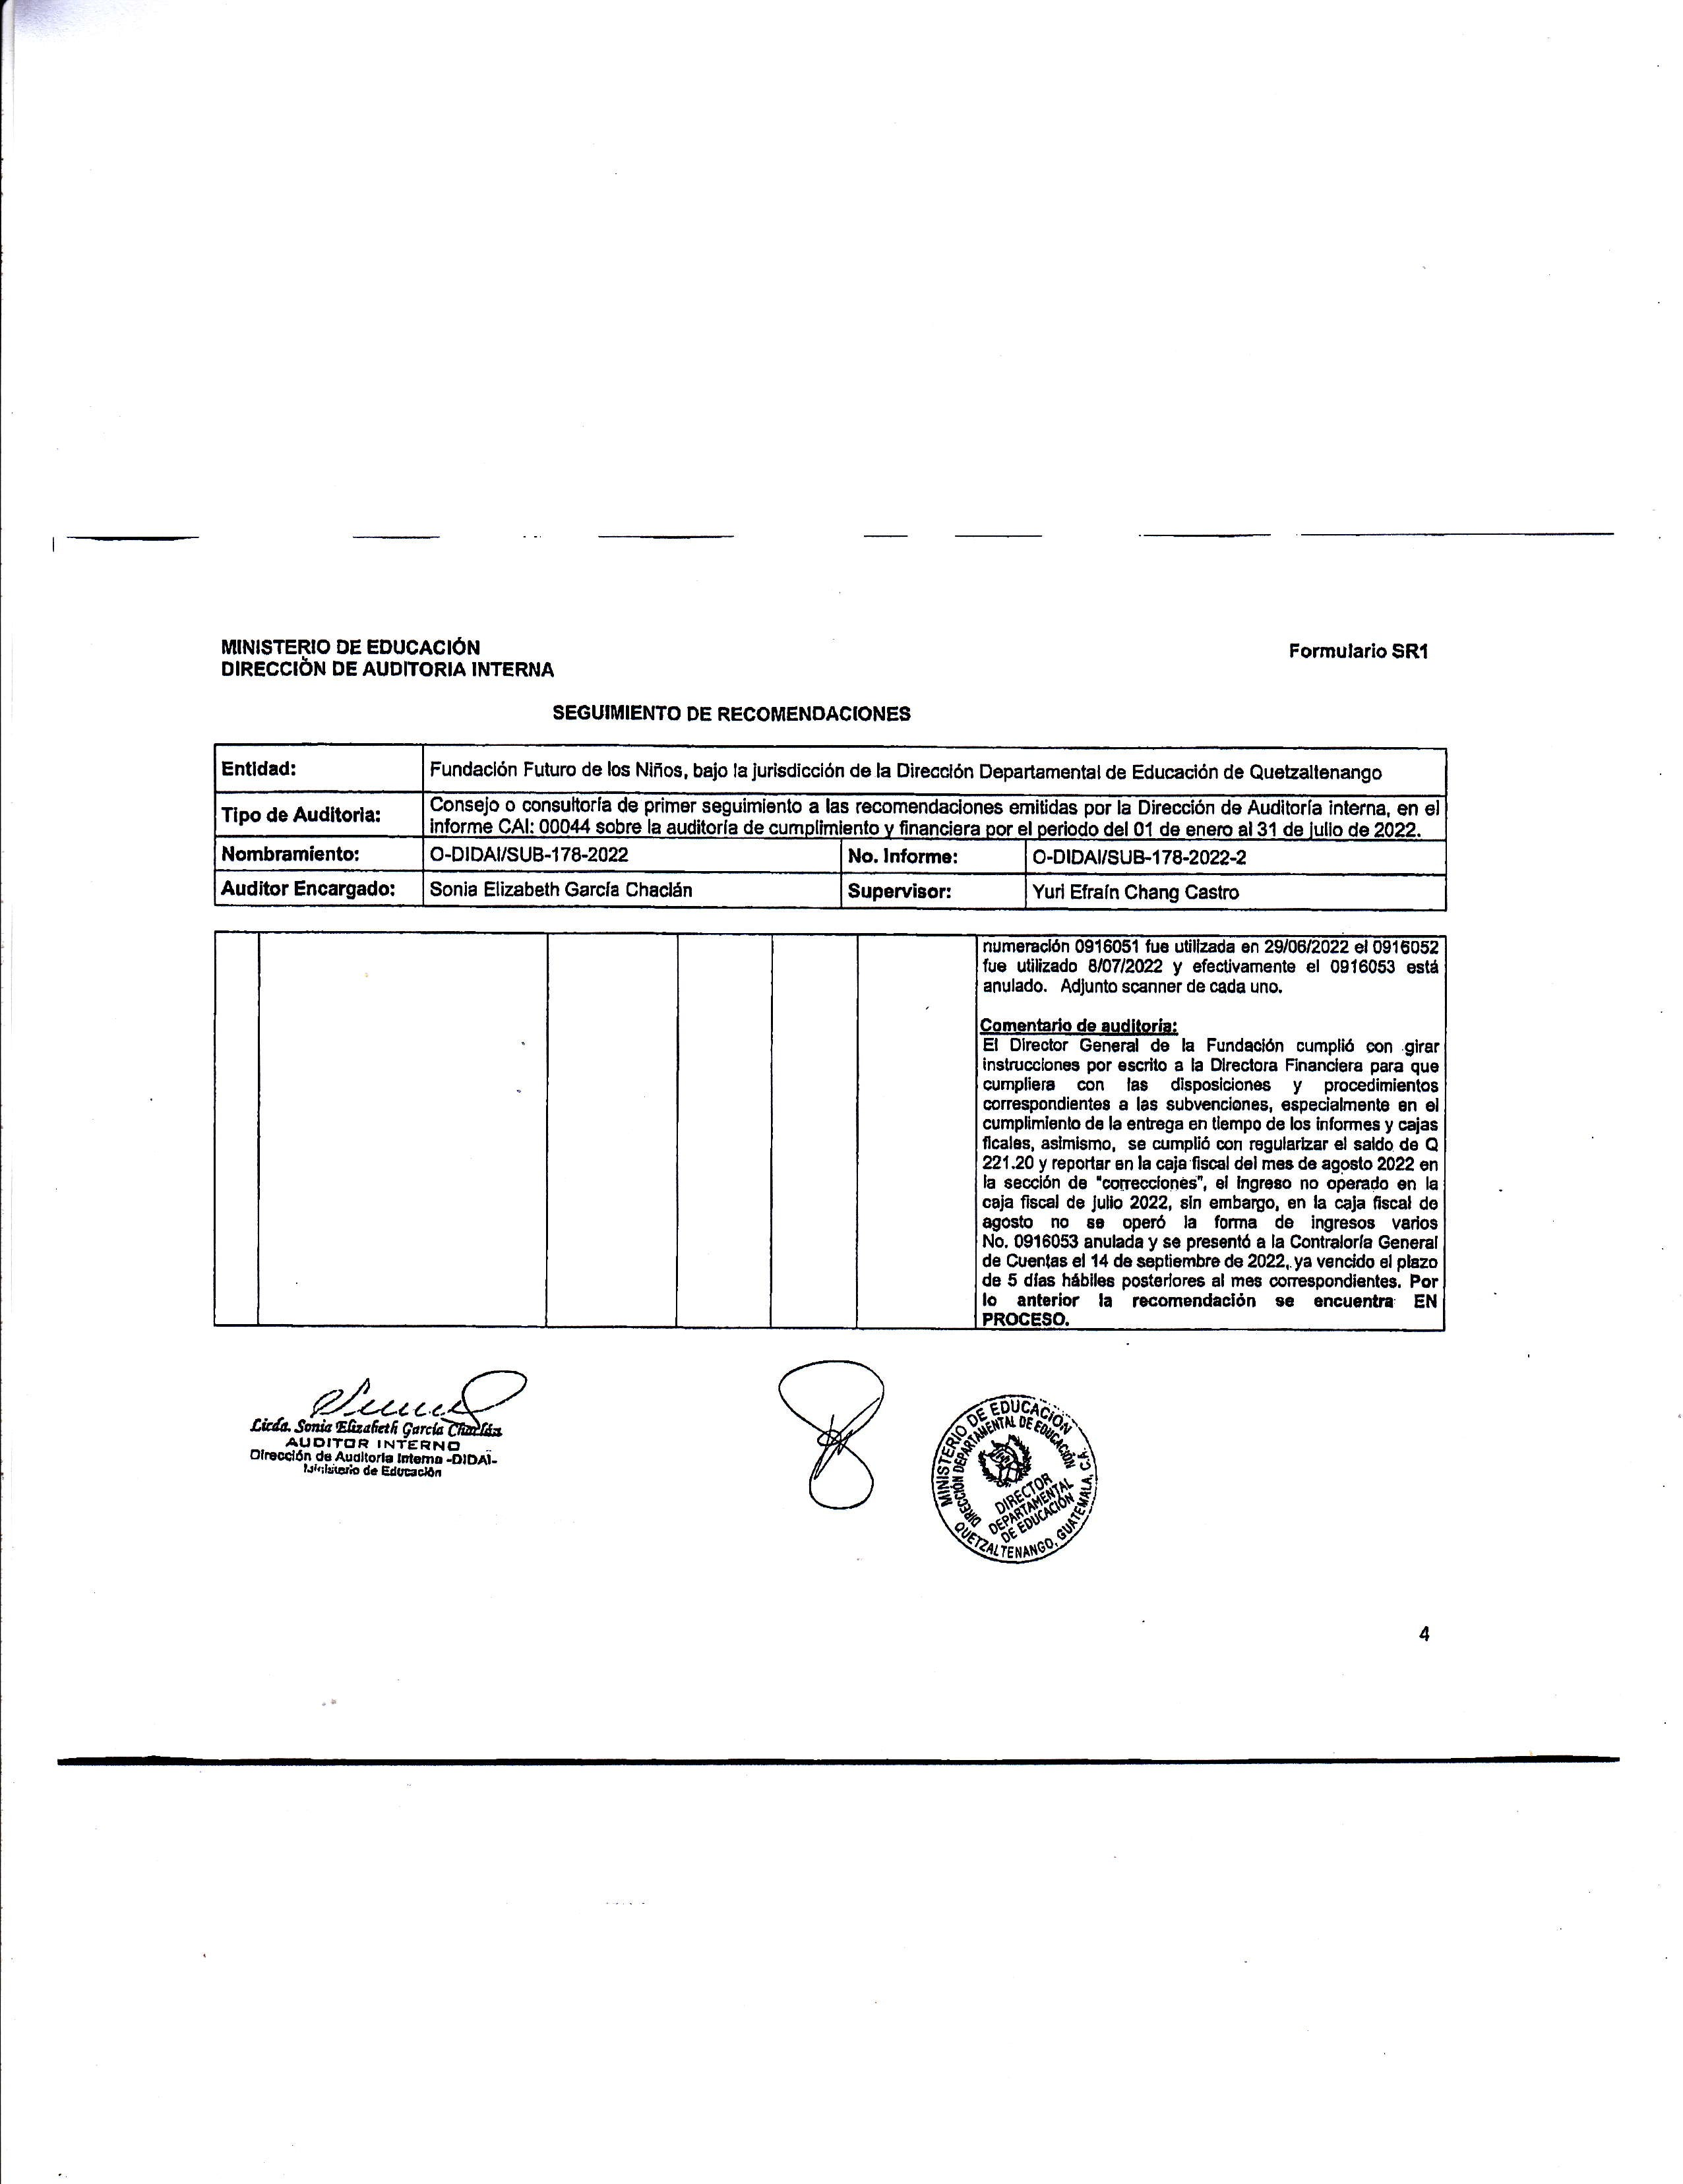 MINISTERIO DE EDUCACIÓN
DIRECCIÓN DE AUDITORIA INTERNA
Formulario SR1
SEGUIMIENTO DE RECOMENDACIONES
Entidad: Fundación Futuro de los Niños, bajo la jurisdicción de la Dirección Departamental de Educación de Quetzaltenango
Tipo de Auditoria: Consejo o consultoría de primer seguimiento a las recomendaciones emitidas por la Dirección de Auditoría interna, en el
informe CAI: 00044 sobre la auditoría de cumplimiento y financiera por el periodo del 01 de enero al 31 de julio de 2022.
Nombramiento: O-DIDAI/SUB-178-2022 No. Informe: O-DIDAI/SUB-178-2022-2
Auditor Encargado: Sonia Elizabeth García Chaclán Supervisor: Yuri Efraín Chang Castro
numeración 0916051 fue utilizada en 29/06/2022 el 0916052
fue utilizado 8/07/2022 y efectivamente el 0916053 está
anulado. Adjunto scanner de cada uno.
Comentario de auditoria:
El Director General de la Fundación cumplió con girar
instrucciones por escrito a la Directora Financiera para que
cumpliera con las disposiciones y procedimientos
correspondientes a las subvenciones, especialmente en el
cumplimiento de la entrega en tiempo de los informes y cajas
ficales, asimismo, se cumplió con regularizar el saldo de Q
221.20 y reportar en la caja fiscal del mes de agosto 2022 en
la sección de "correcciones", el ingreso no operado en la
caja fiscal de julio 2022, sin embargo, en la caja fiscal de
agosto no se operó la forma de ingresos varios
No. 0916053 anulada y se presentó a la Contraloría General
de Cuentas el 14 de septiembre de 2022, ya vencido el plazo
de 5 días hábiles posteriores al mes correspondientes. Por
lo anterior la recomendación se encuentra EN
PROCESO.
Licda. Sonia Elizabeth García Chaclán
AUDITOR INTERNO
Dirección de Auditoría Interna -DIDAI-
Ministerio de Educación
MINISTERIO DE EDUCACIÓN
DIRECCIÓN DEPARTAMENTAL DE EDUCACIÓN
DIRECTOR
DEPARTAMENTAL
DE EDUCACIÓN
QUETZALTENANGO, GUATEMALA, C.A.
4